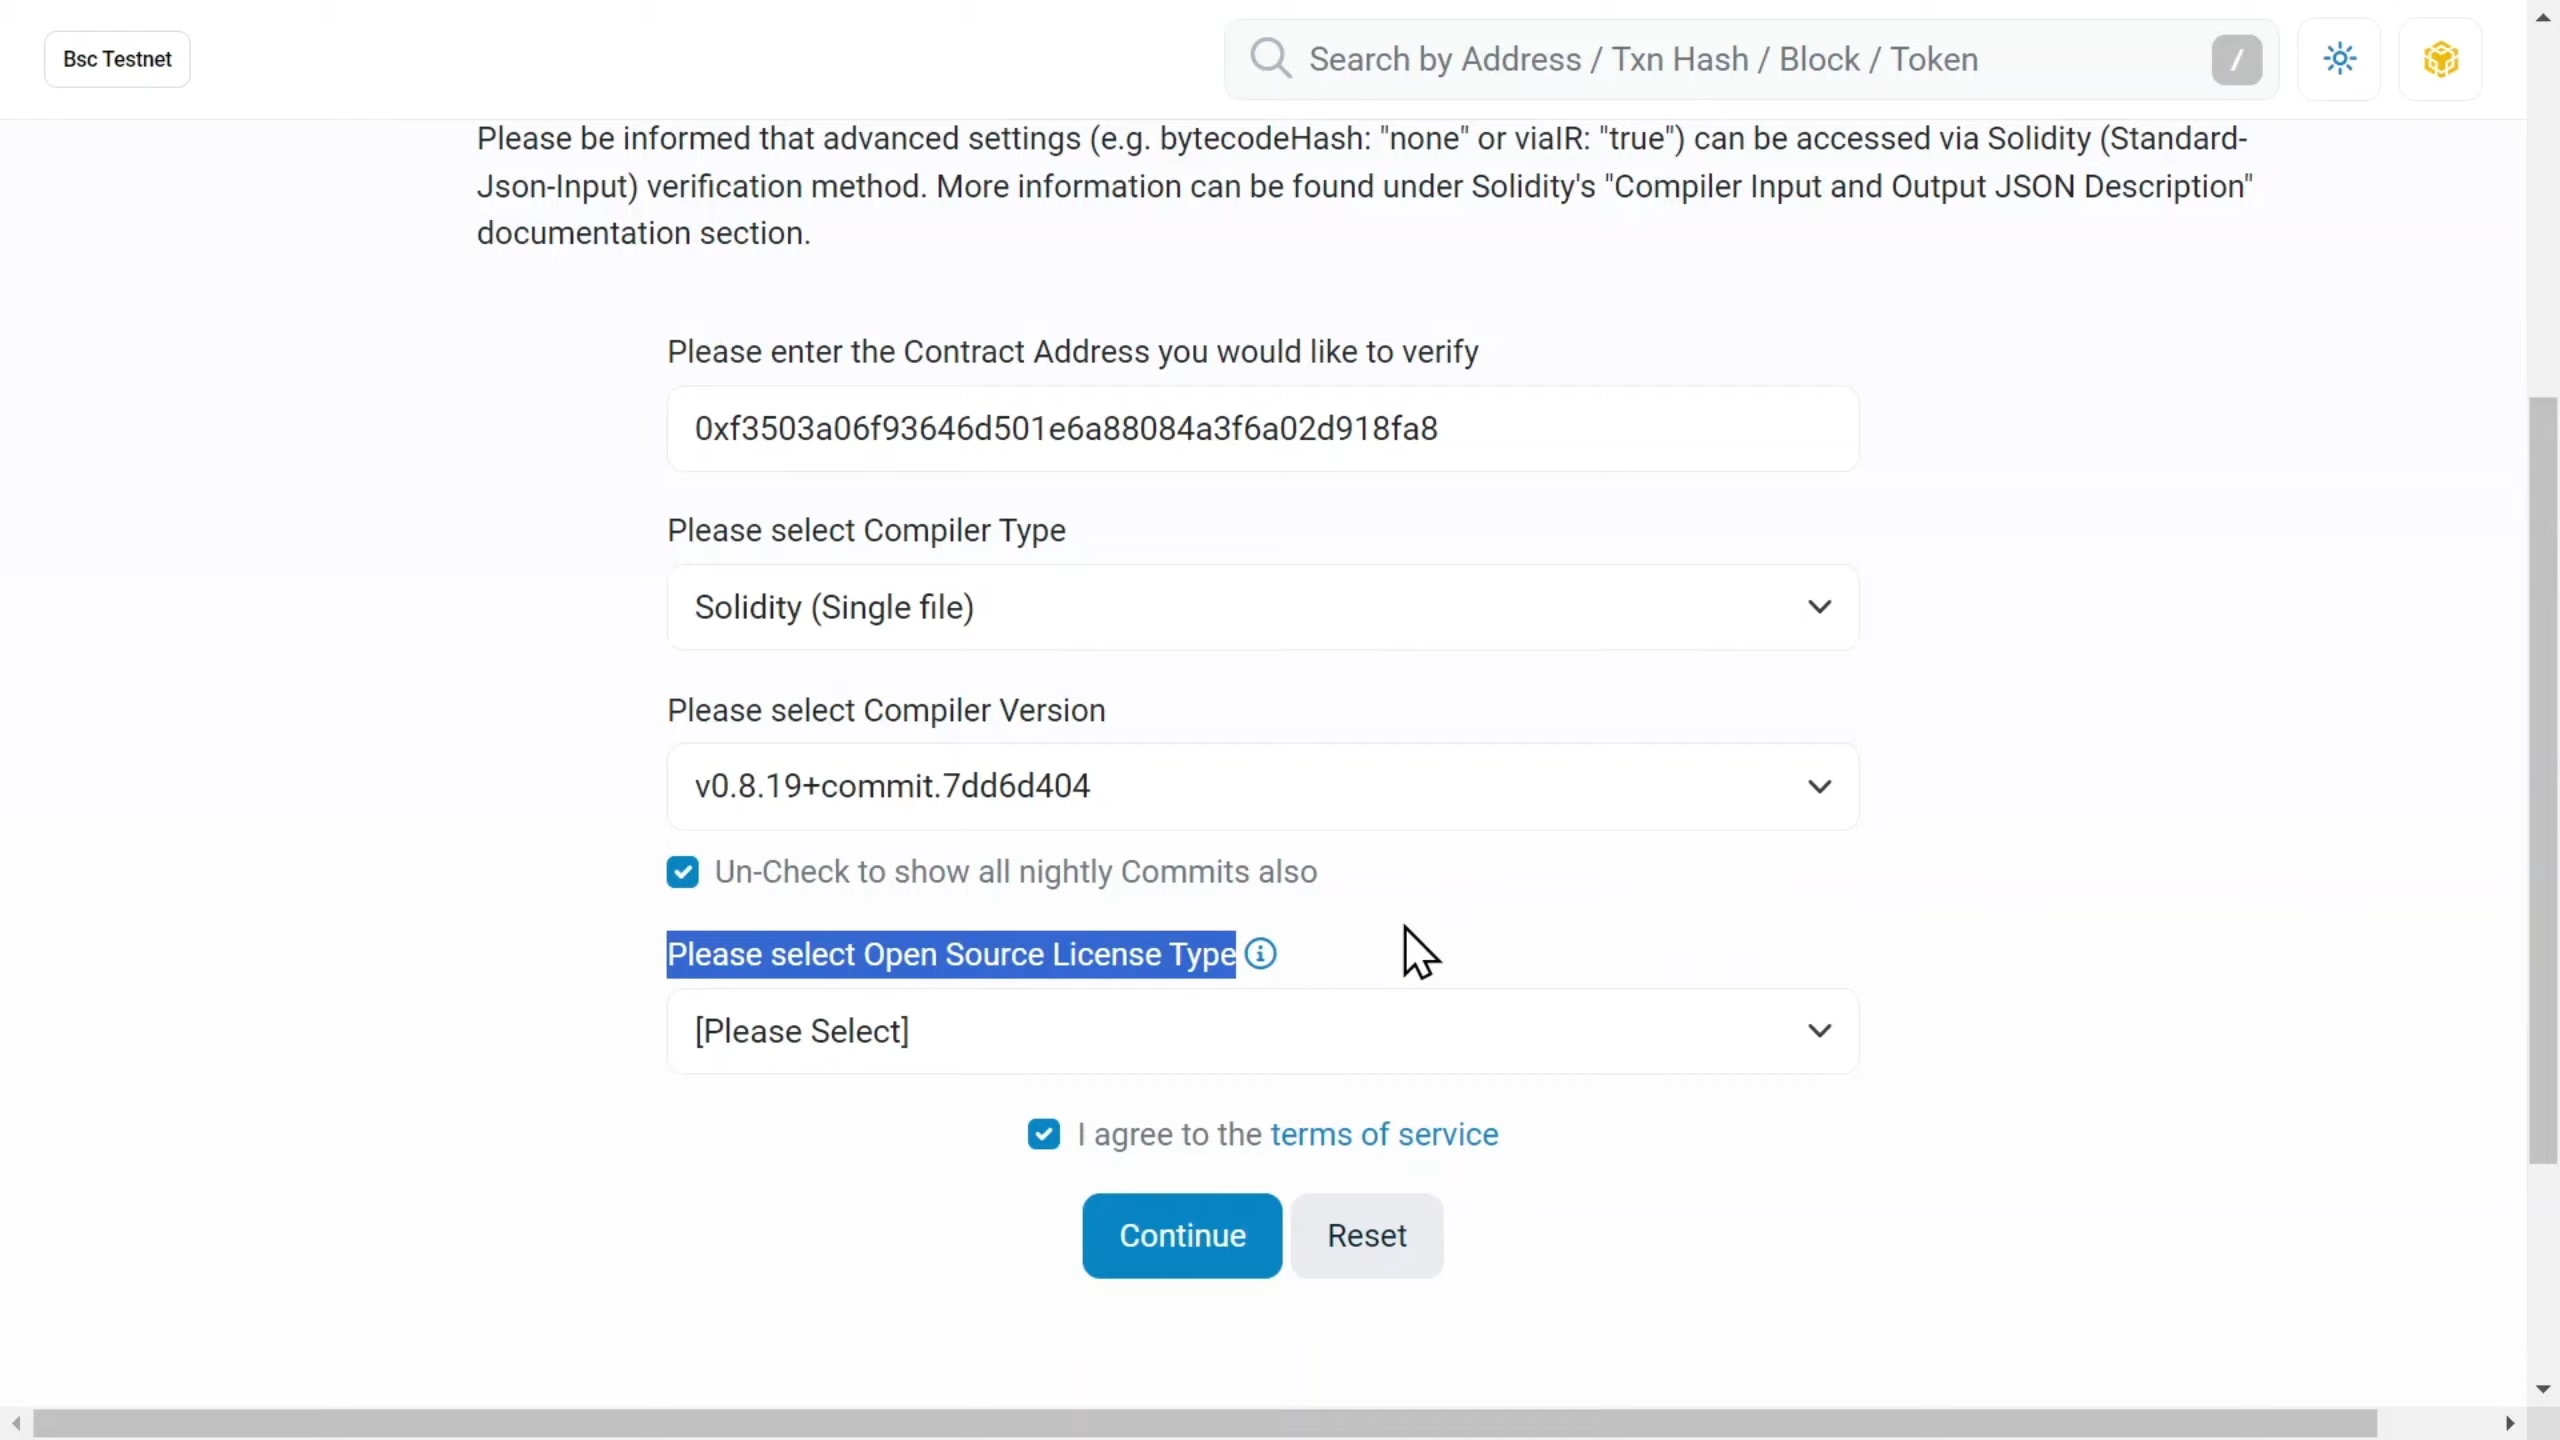 Bsc Testnet
Search by Address / Txn Hash / Block / Token
/
Please be informed that advanced settings (e.g. bytecodeHash: "none" or viaIR: "true") can be accessed via Solidity (Standard-
Json-Input) verification method. More information can be found under Solidity's "Compiler Input and Output JSON Description"
documentation section.
Please enter the Contract Address you would like to verify
0xf3503a06f93646d501e6a88084a3f6a02d918fa8
Please select Compiler Type
Solidity (Single file)
Please select Compiler Version
v0.8.19+commit.7dd6d404
Un-Check to show all nightly Commits also
Please select Open Source License Type
[Please Select]
I agree to the terms of service
Continue
Reset